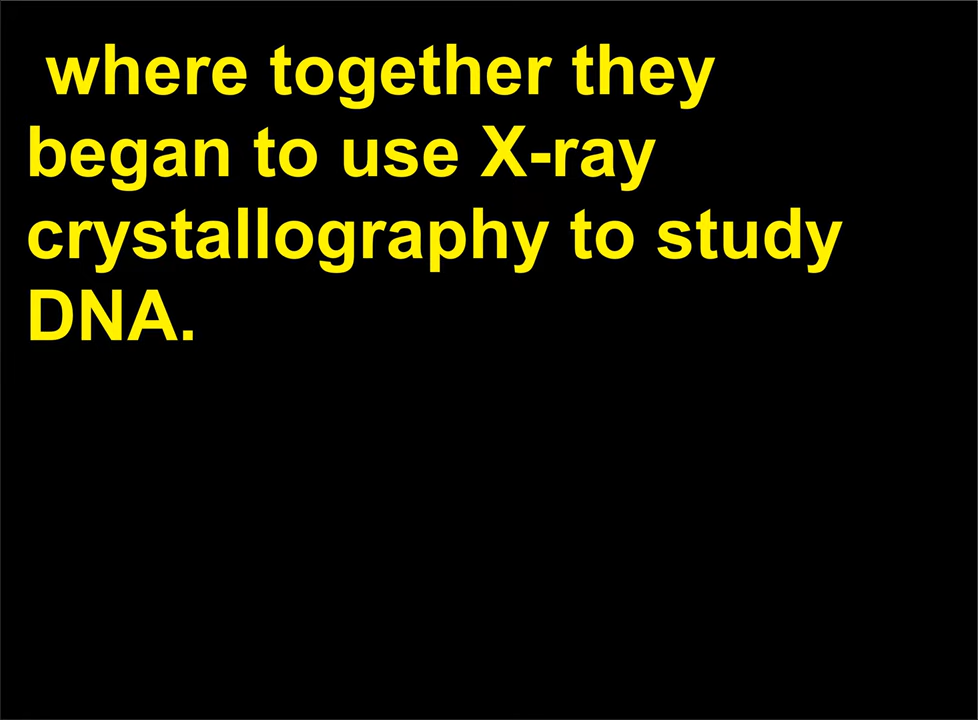 where together they
began to use X-ray
crystallography to study
DNA.